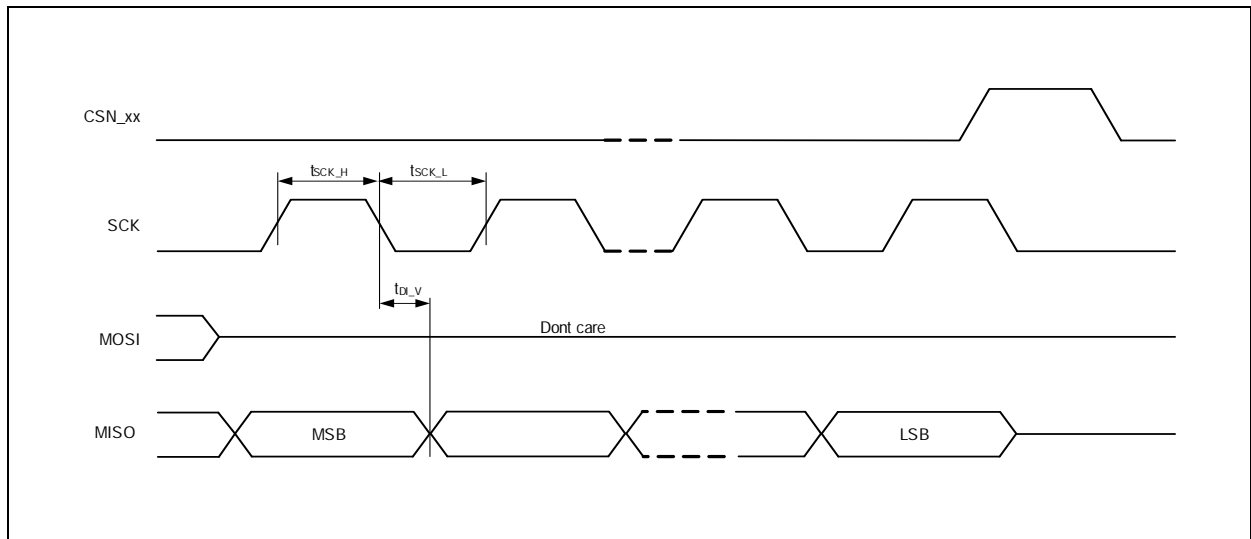 CSN_xx
tSCK_H
tSCK_L
SCK
tDI_V
Dont care
MOSI
MISO
MSB
LSB